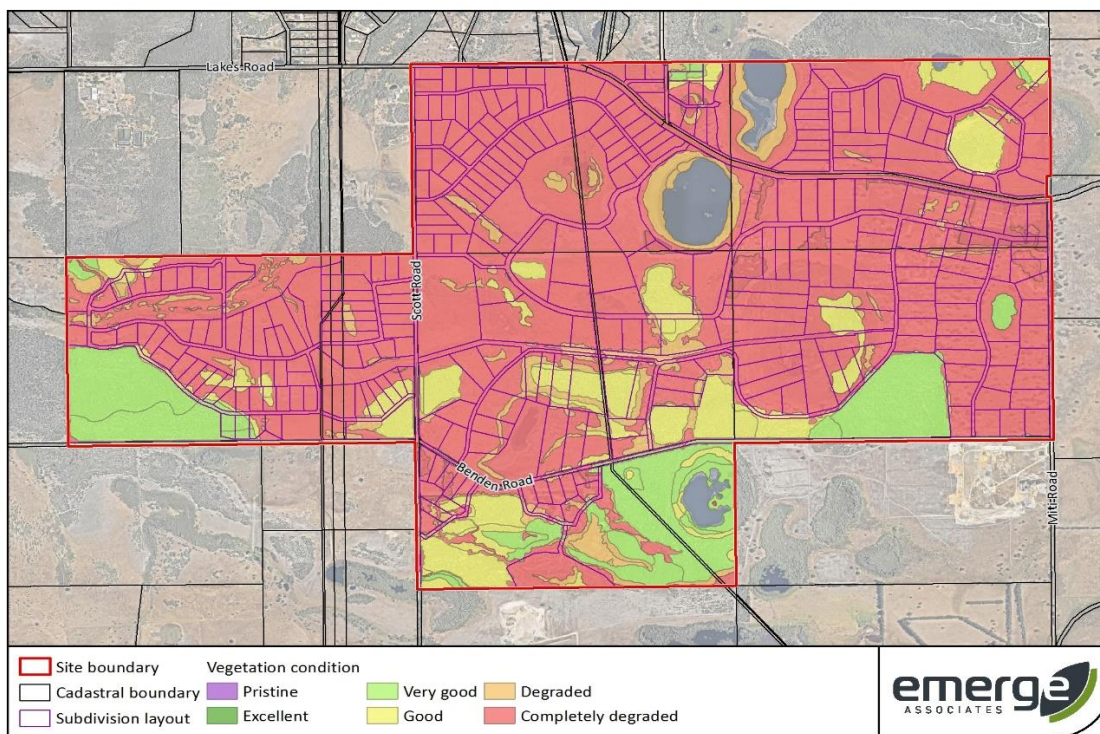 Lakes Road
Scott Road
Benden Road
Miti Road
Site boundary
Cadastral boundary
Subdivision layout
Vegetation condition
Pristine
Excellent
Very good
Good
Degraded
Completely degraded
emerge
ASSOCIATES